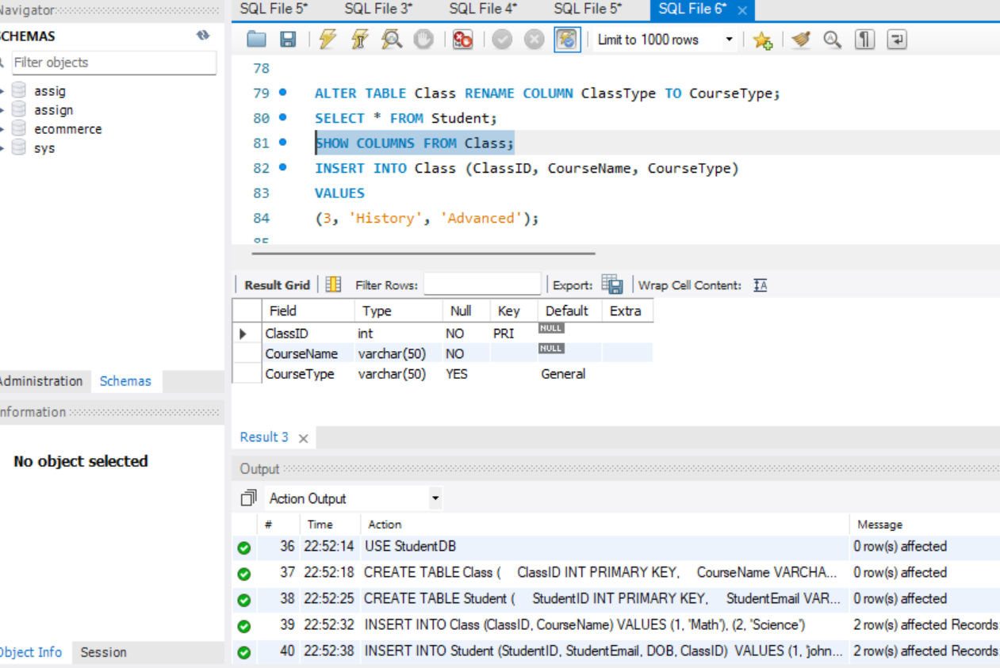 Navigator
SQL File 5* SQL File 3* SQL File 4* SQL File 5* SQL File 6*
SCHEMAS
Limit to 1000 rows
Filter objects
assig
assign
ecommerce
sys
78
79 ALTER TABLE Class RENAME COLUMN ClassType TO CourseType;
80 SELECT * FROM Student;
81 SHOW COLUMNS FROM Class;
82 INSERT INTO Class (ClassID, CourseName, CourseType)
83 VALUES
84 (3, 'History', 'Advanced');
85
Result Grid Filter Rows: Export: Wrap Cell Content:
Field Type Null Key Default Extra
ClassID int NO PRI NULL
CourseName varchar(50) NO NULL
CourseType varchar(50) YES General
Administration Schemas
Information
No object selected
Object Info Session
Result 3
Output
Action Output
# Time Action Message
36 22:52:14 USE StudentDB 0 row(s) affected
37 22:52:18 CREATE TABLE Class ( ClassID INT PRIMARY KEY, CourseName VARCHA... 0 row(s) affected
38 22:52:25 CREATE TABLE Student ( StudentID INT PRIMARY KEY, StudentEmail VAR... 0 row(s) affected
39 22:52:32 INSERT INTO Class (ClassID, CourseName) VALUES (1, 'Math'), (2, 'Science') 2 row(s) affected Records:
40 22:52:38 INSERT INTO Student (StudentID, StudentEmail, DOB, ClassID) VALUES (1, 'john... 2 row(s) affected Records: